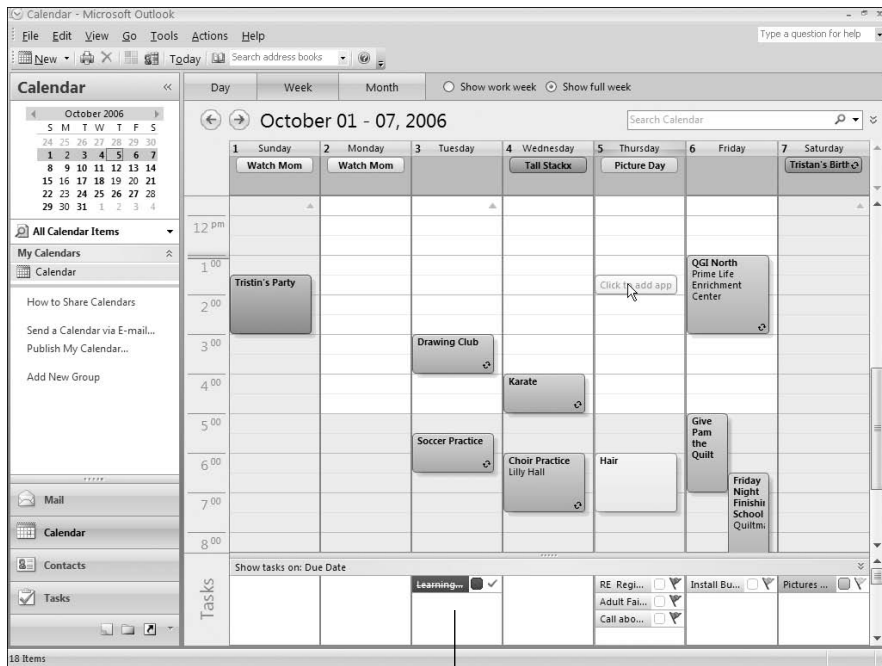 Calendar - Microsoft Outlook
File Edit View Go Tools Actions Help
Type a question for help
New Today Search address books
Calendar «
Day Week Month Show work week Show full week
October 2006
S M T W T F S
24 25 26 27 28 29 30
1 2 3 4 5 6 7
8 9 10 11 12 13 14
15 16 17 18 19 20 21
22 23 24 25 26 27 28
29 30 31 1 2 3 4
All Calendar Items
My Calendars
Calendar
How to Share Calendars
Send a Calendar via E-mail...
Publish My Calendar...
Add New Group
Mail
Calendar
Contacts
Tasks
October 01 - 07, 2006
Search Calendar
1 Sunday 2 Monday 3 Tuesday 4 Wednesday 5 Thursday 6 Friday 7 Saturday
Watch Mom Watch Mom Tall Stackx Picture Day Tristan's Birth
12 pm
1 00
2 00
3 00
4 00
5 00
6 00
7 00
8 00
Tristin's Party
Drawing Club
Soccer Practice
Karate
Choir Practice
Lilly Hall
Click to add app
Hair
QGI North
Prime Life
Enrichment
Center
Give
Pam
the
Quilt
Friday
Night
Finishin
School
Quiltm
Show tasks on: Due Date
Tasks
Learning...
RE Regi...
Adult Fai...
Call abo...
Install Bu...
Pictures ...
18 Items